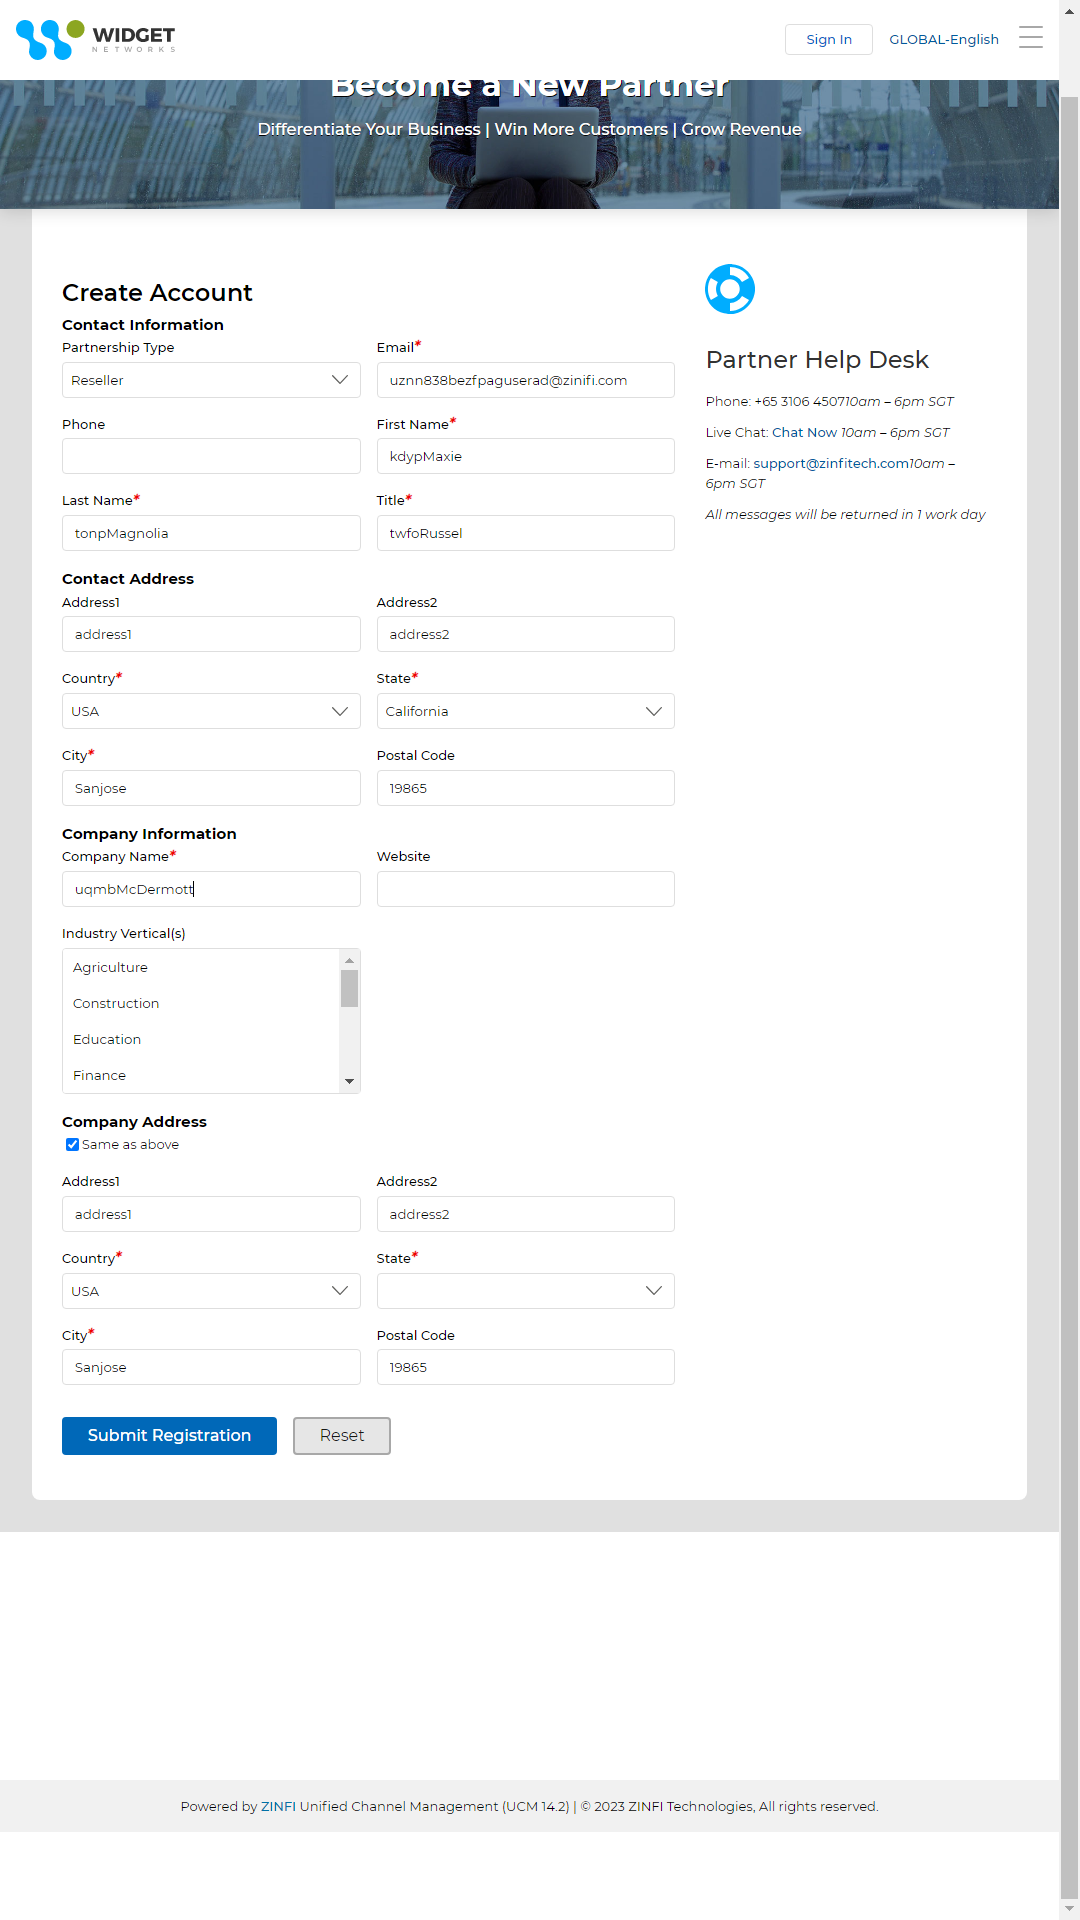 WIDGET
NETWORKS
Sign In
GLOBAL-English
Become a New Partner
Differentiate Your Business | Win More Customers | Grow Revenue
Create Account
Contact Information
Partnership Type
Email*
Reseller
uznn838bezfpaguserad@zinifi.com
Phone
First Name*
kdypMaxie
Last Name*
Title*
tonpMagnolia
twfoRussel
Contact Address
Address1
Address2
address1
address2
Country*
State*
USA
California
City*
Postal Code
Sanjose
19865
Company Information
Company Name*
Website
uqmbMcDermott
Industry Vertical(s)
Agriculture
Construction
Education
Finance
Company Address
Same as above
Address1
Address2
address1
address2
Country*
State*
USA
City*
Postal Code
Sanjose
19865
Submit Registration
Reset
Partner Help Desk
Phone: +65 3106 450710am – 6pm SGT
Live Chat: Chat Now 10am – 6pm SGT
E-mail: support@zinfitech.com10am –
6pm SGT
All messages will be returned in 1 work day
Powered by ZINFI Unified Channel Management (UCM 14.2) | © 2023 ZINFI Technologies, All rights reserved.